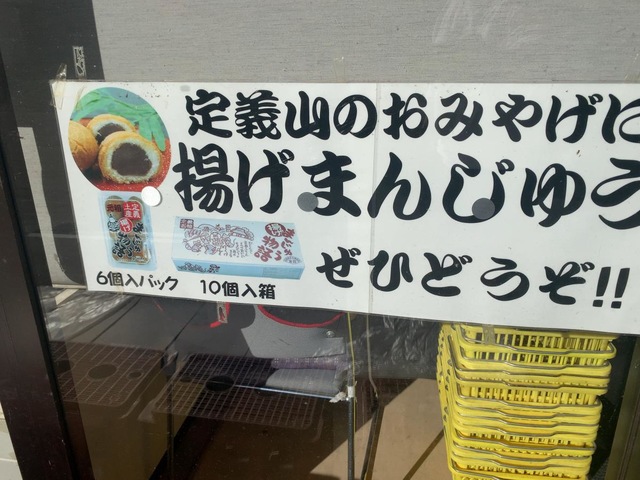 定義山のおみやげに
揚げまんじゅう
ぜひどうぞ!!
6個入パック
10個入箱